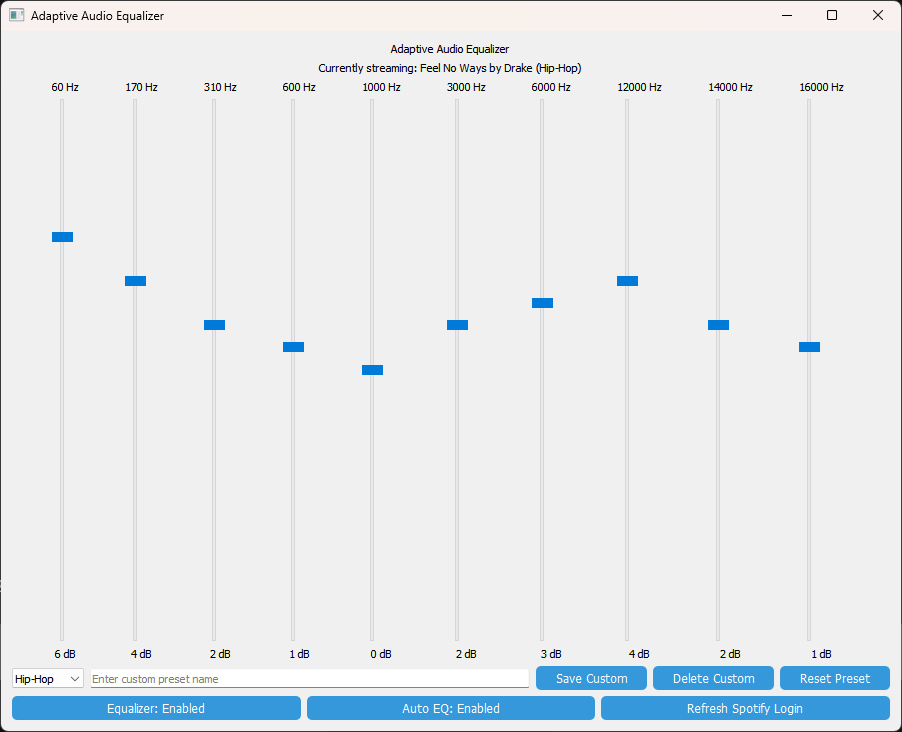 Adaptive Audio Equalizer
Adaptive Audio Equalizer
Currently streaming: Feel No Ways by Drake (Hip-Hop)
60 Hz 170 Hz 310 Hz 600 Hz 1000 Hz 3000 Hz 6000 Hz 12000 Hz 14000 Hz 16000 Hz
6 dB 4 dB 2 dB 1 dB 0 dB 2 dB 3 dB 4 dB 2 dB 1 dB
Hip-Hop Enter custom preset name Save Custom Delete Custom Reset Preset
Equalizer: Enabled Auto EQ: Enabled Refresh Spotify Login